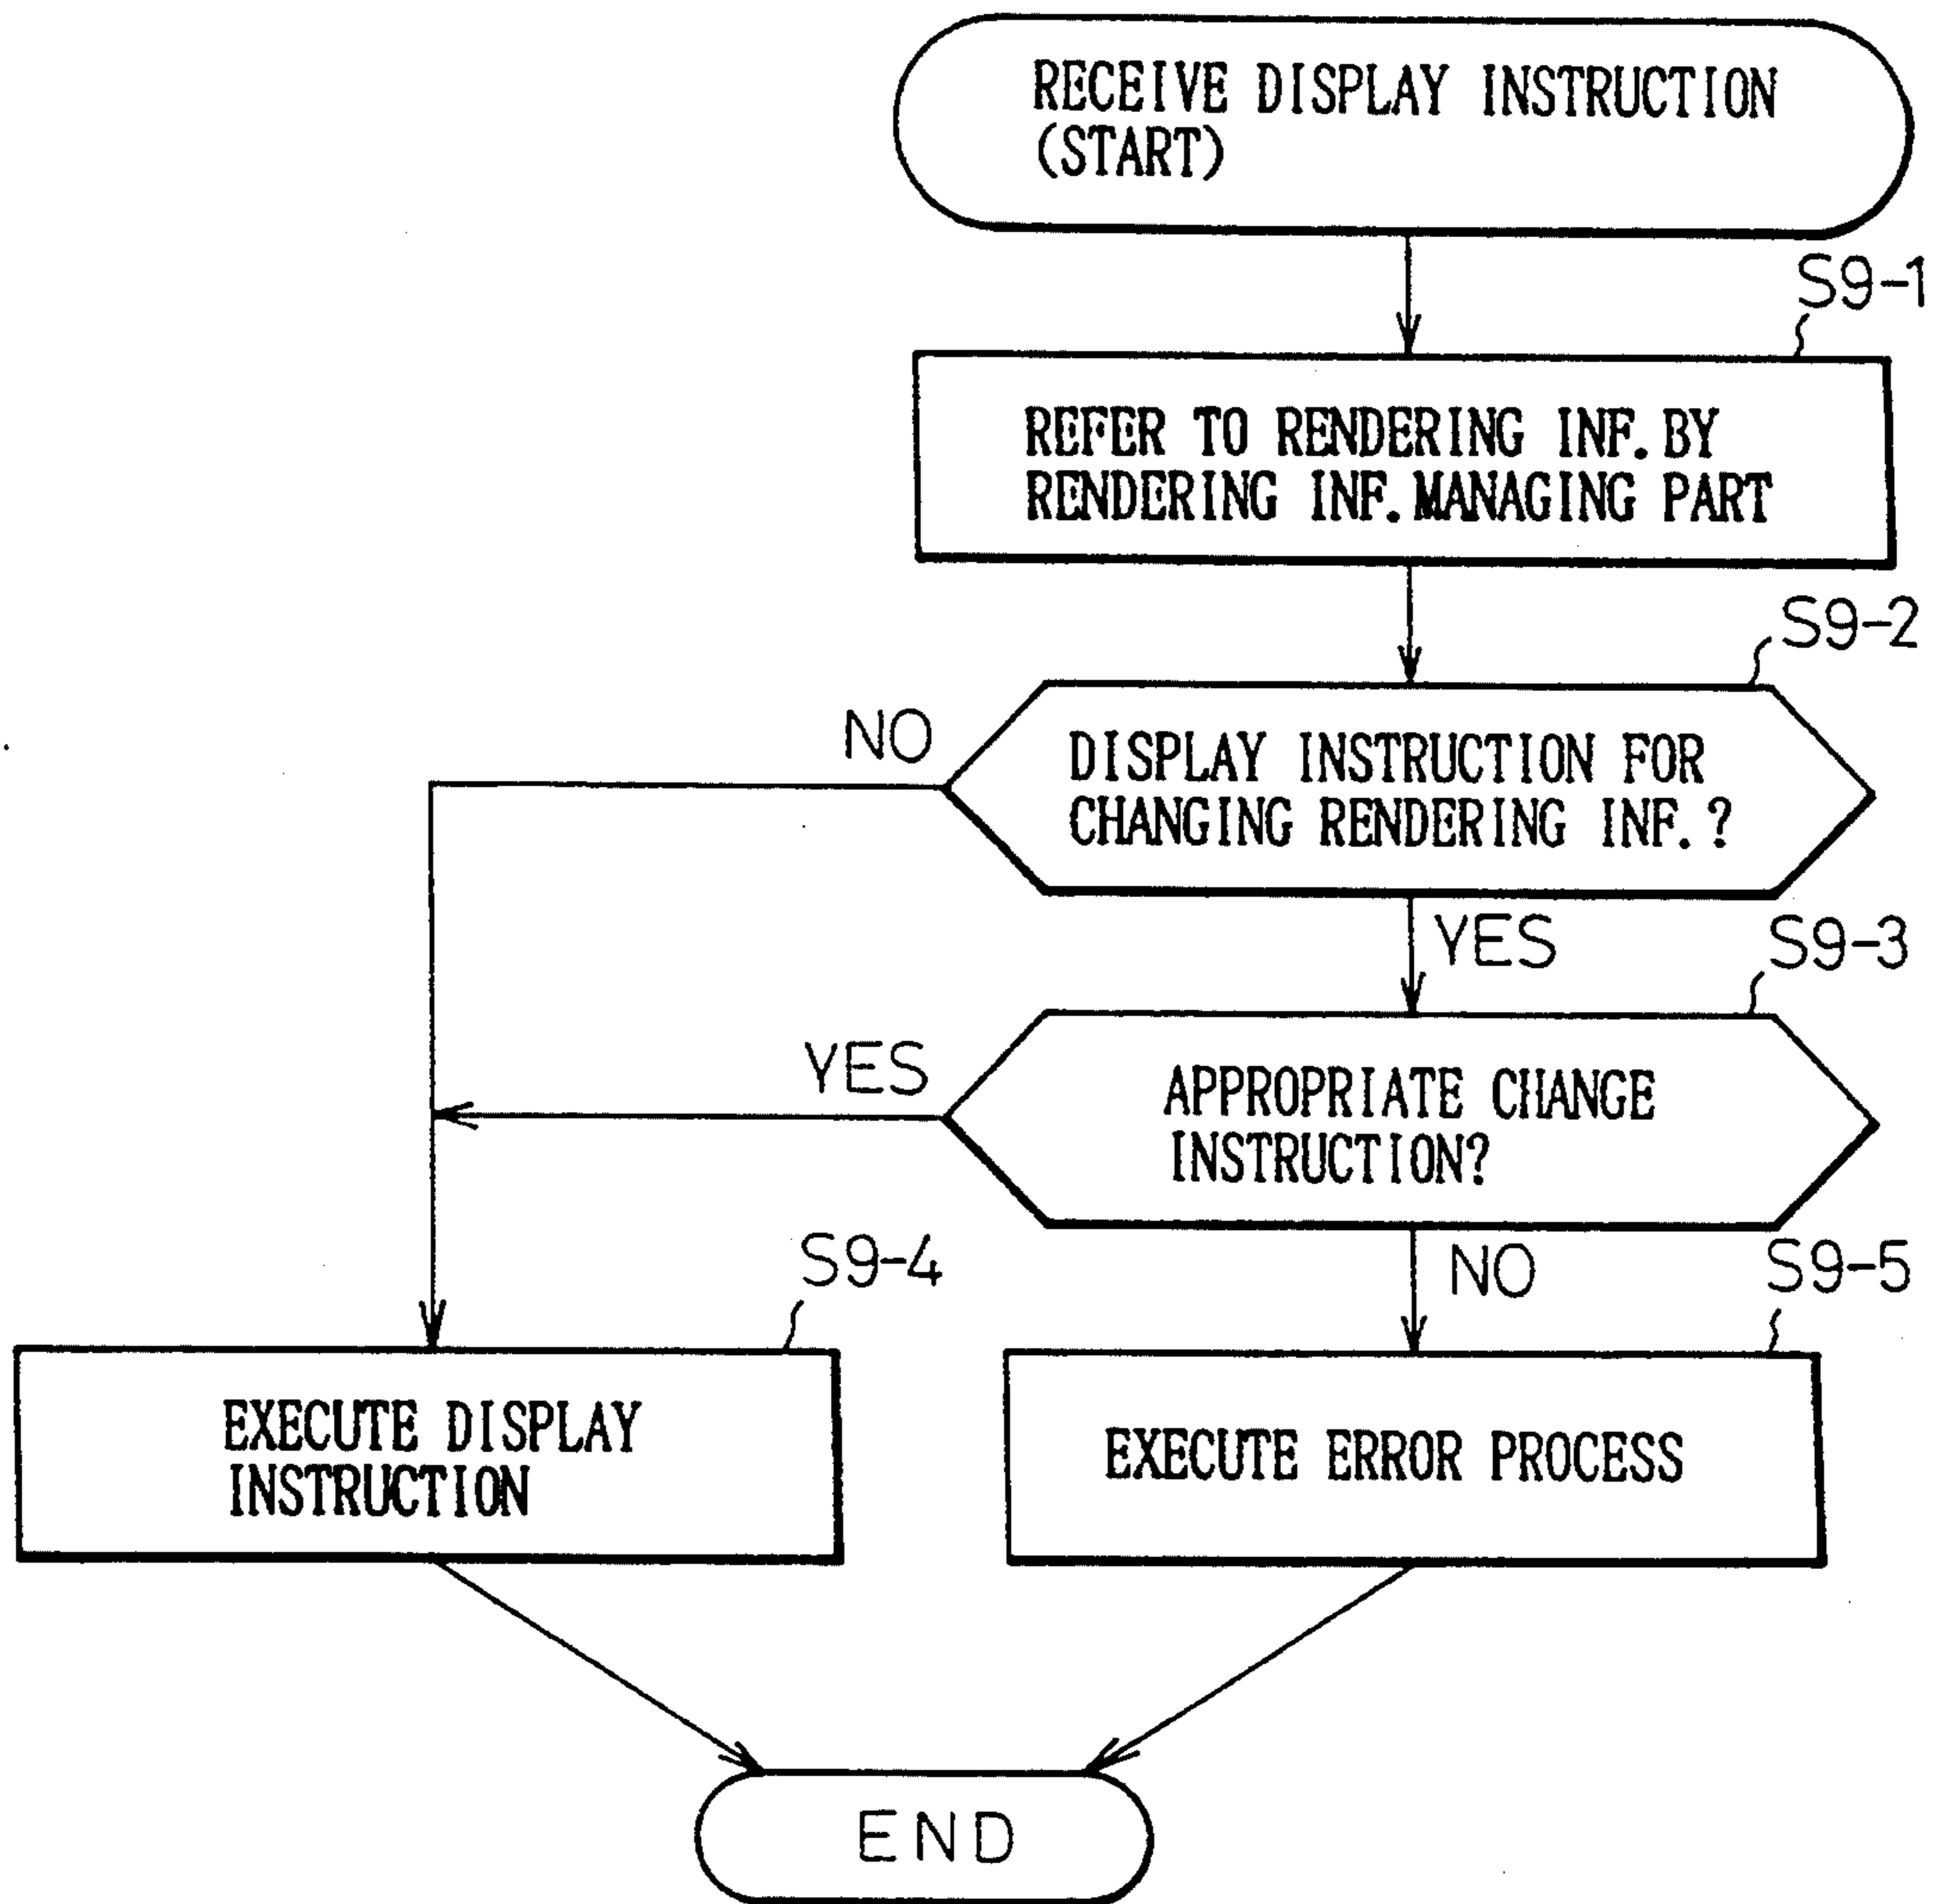 RECEIVE DISPLAY INSTRUCTION
(START)
S9-1
REFER TO RENDERING INF. BY
RENDERING INF. MANAGING PART
S9-2
DISPLAY INSTRUCTION FOR
CHANGING RENDERING INF. ?
NO
YES
S9-3
APPROPRIATE CHANGE
INSTRUCTION?
YES
NO
S9-4
EXECUTE DISPLAY
INSTRUCTION
S9-5
EXECUTE ERROR PROCESS
END